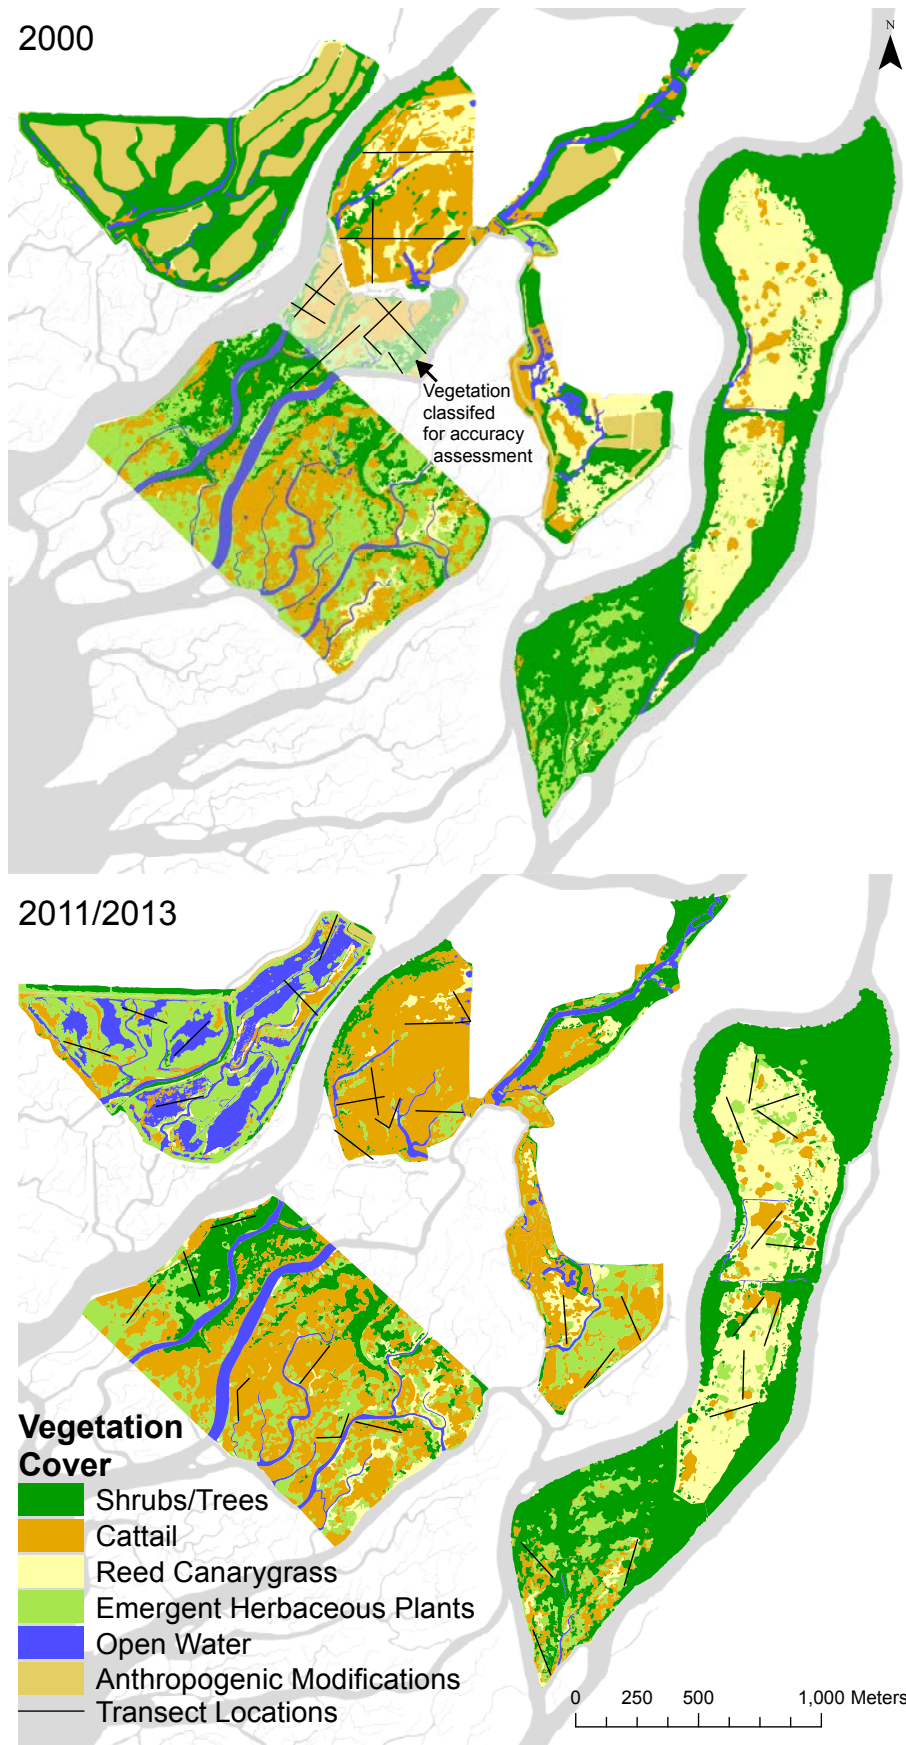 2000
N
Vegetation
classifed
for accuracy
assessment
2011/2013
Vegetation
Cover
Shrubs/Trees
Cattail
Reed Canarygrass
Emergent Herbaceous Plants
Open Water
Anthropogenic Modifications
Transect Locations
0 250 500 1,000 Meters